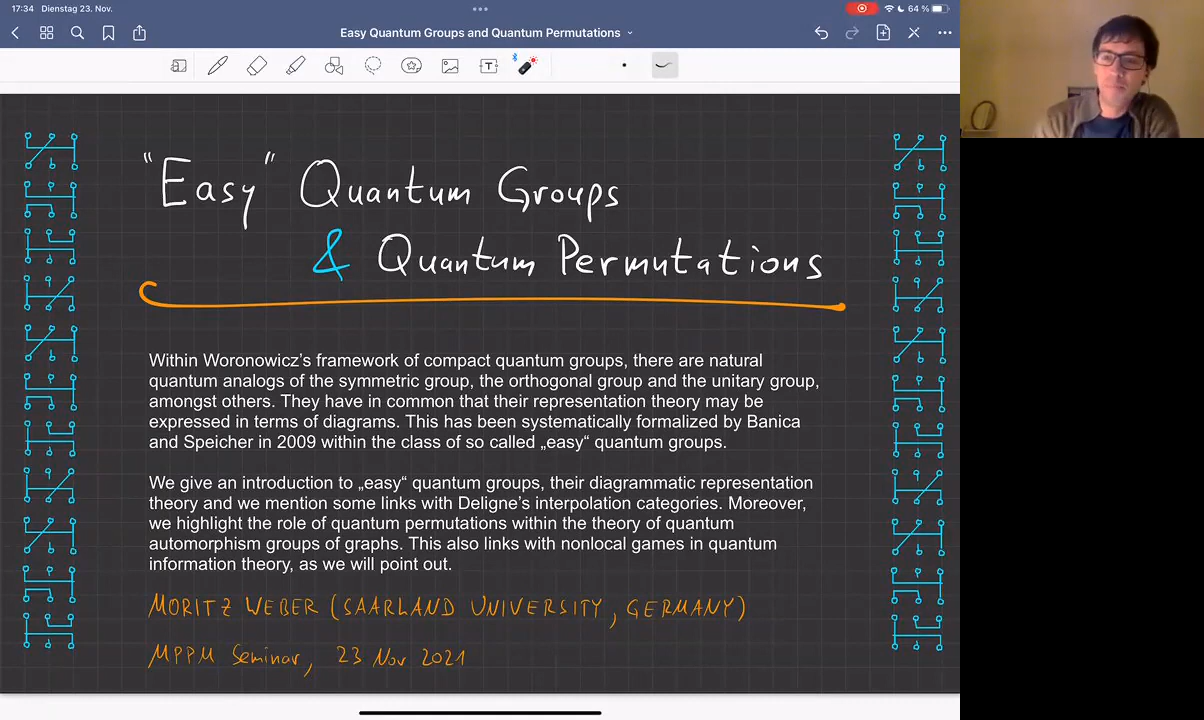 17:34 Dienstag 23. Nov.
64 %
Easy Quantum Groups and Quantum Permutations
T
"Easy" Quantum Groups
& Quantum Permutations
Within Woronowicz’s framework of compact quantum groups, there are natural
quantum analogs of the symmetric group, the orthogonal group and the unitary group,
amongst others. They have in common that their representation theory may be
expressed in terms of diagrams. This has been systematically formalized by Banica
and Speicher in 2009 within the class of so called „easy“ quantum groups.
We give an introduction to „easy“ quantum groups, their diagrammatic representation
theory and we mention some links with Deligne’s interpolation categories. Moreover,
we highlight the role of quantum permutations within the theory of quantum
automorphism groups of graphs. This also links with nonlocal games in quantum
information theory, as we will point out.
MORITZ WEBER (SAARLAND UNIVERSITY, GERMANY)
MPPM Seminar, 23 Nov 2021